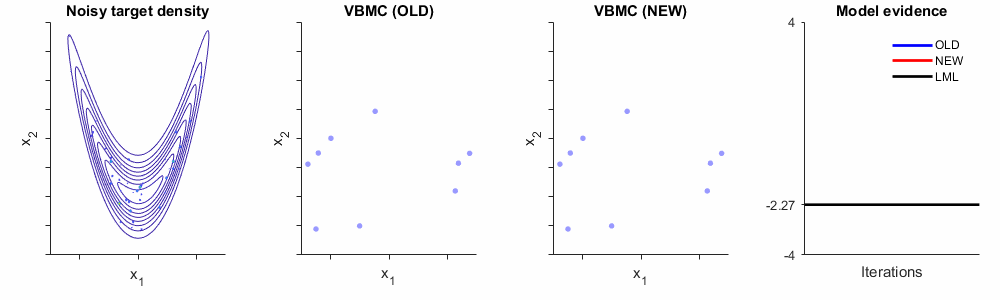 Noisy target density
x2
x1
VBMC (OLD)
x2
x1
VBMC (NEW)
x2
x1
Model evidence
4
OLD
NEW
LML
-2.27
-4
Iterations